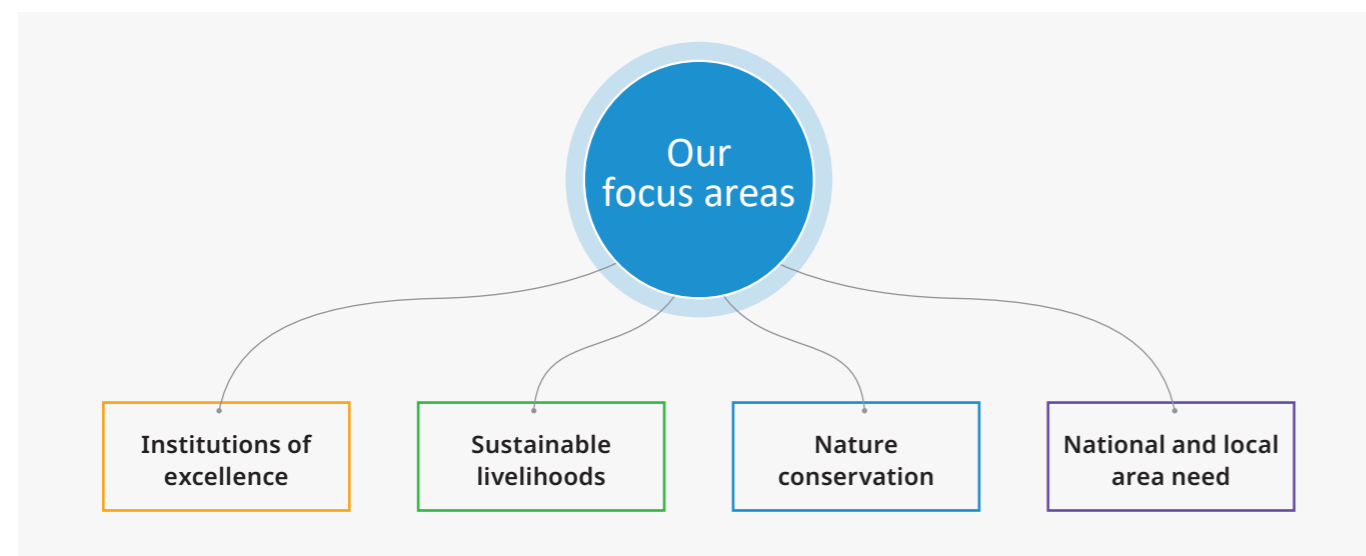 Our
focus areas
Institutions of
excellence
Sustainable
livelihoods
Nature
conservation
National and local
area need